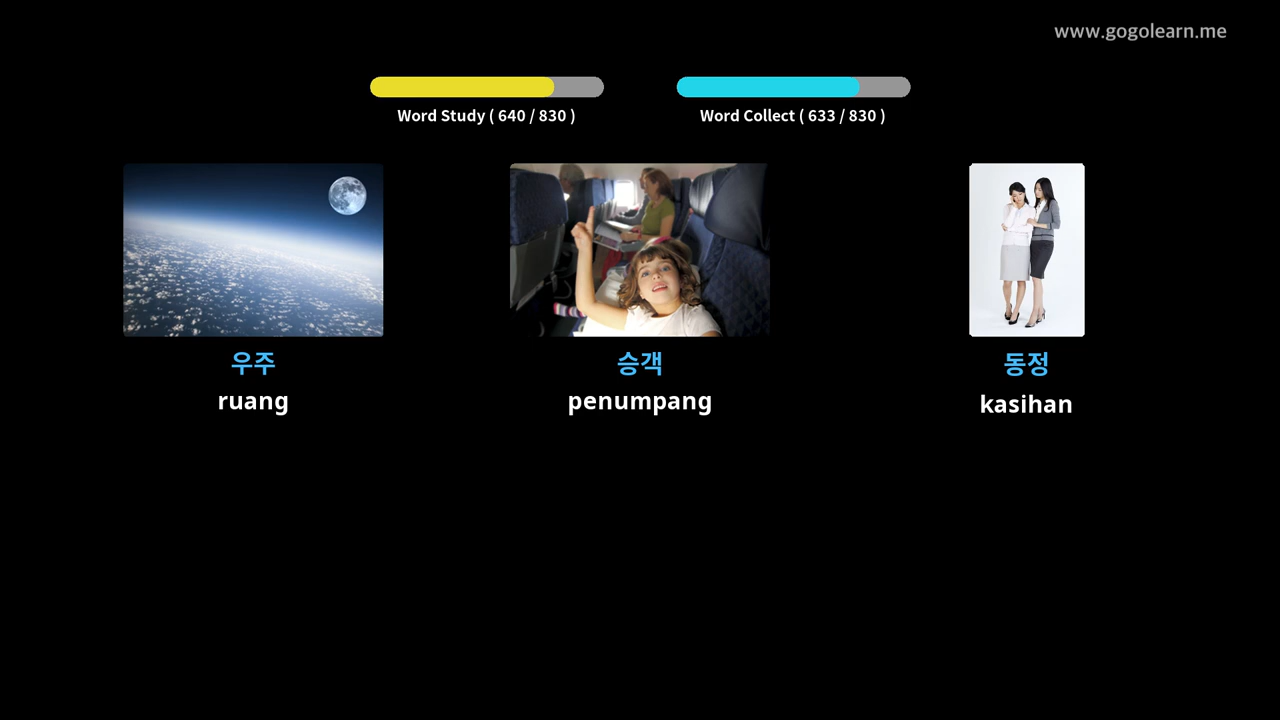 www.gogolearn.me
Word Study ( 640 / 830 )
Word Collect ( 633 / 830 )
우주
승객
동정
ruang
penumpang
kasihan